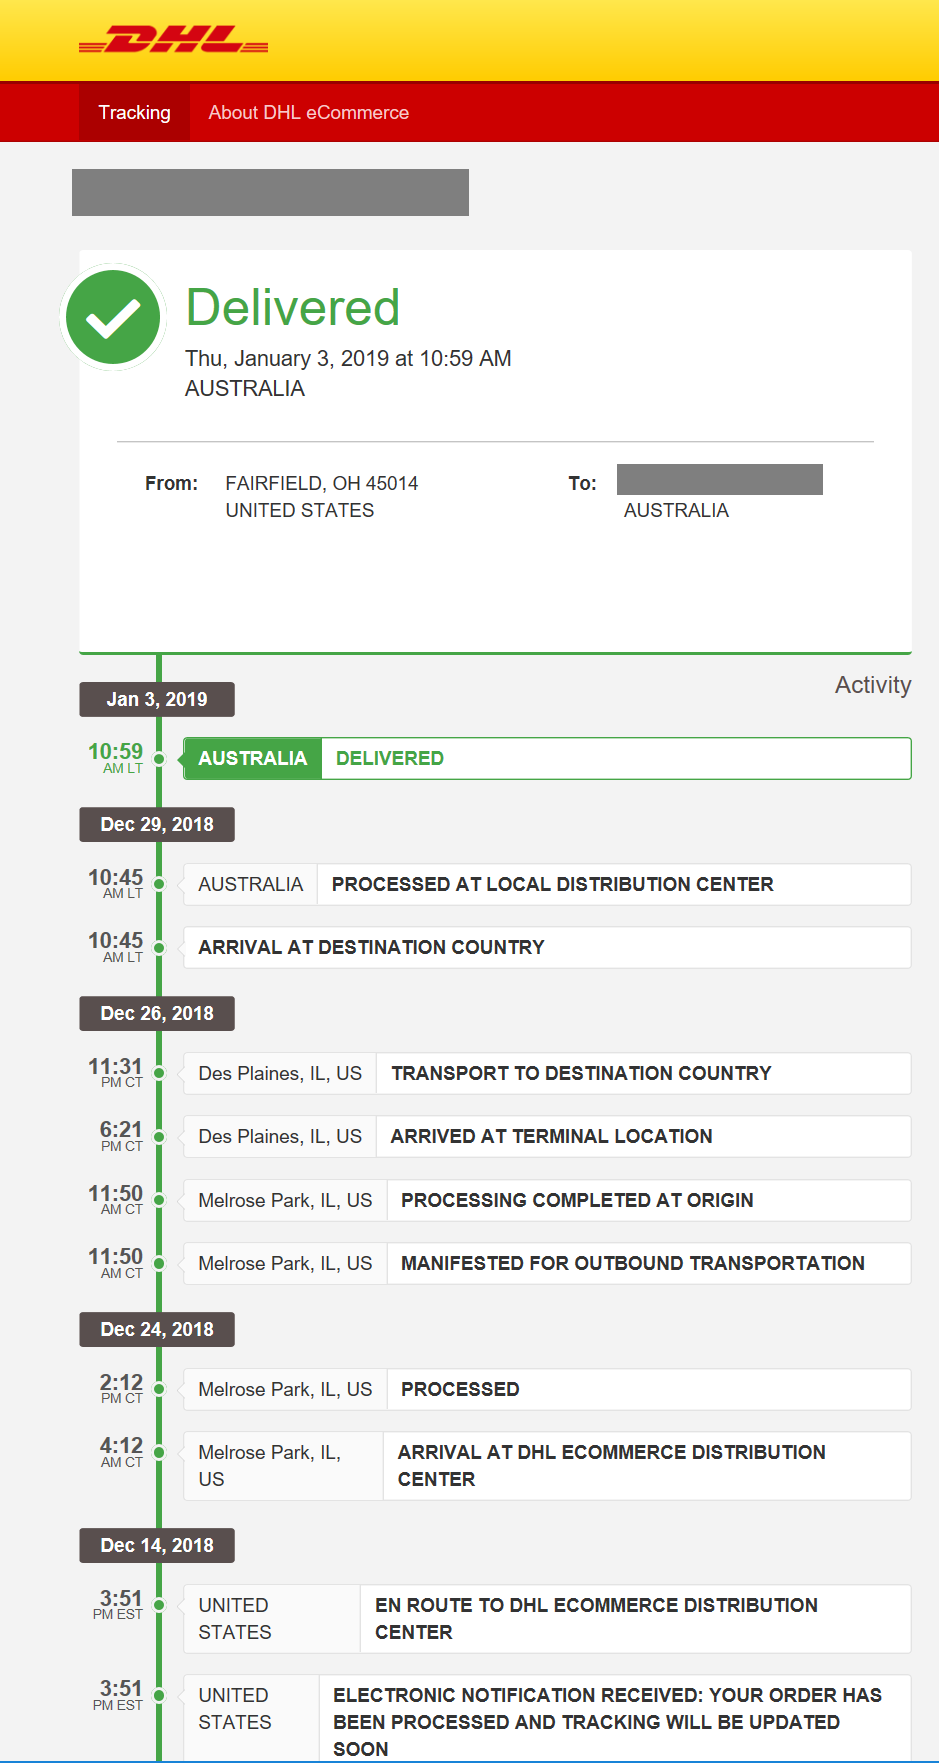 DHL
Tracking
About DHL eCommerce
Delivered
Thu, January 3, 2019 at 10:59 AM
AUSTRALIA
From:
FAIRFIELD, OH 45014
UNITED STATES
To:
AUSTRALIA
Activity
Jan 3, 2019
10:59
AM LT
AUSTRALIA
DELIVERED
Dec 29, 2018
10:45
AM LT
AUSTRALIA
PROCESSED AT LOCAL DISTRIBUTION CENTER
10:45
AM LT
ARRIVAL AT DESTINATION COUNTRY
Dec 26, 2018
11:31
PM CT
Des Plaines, IL, US
TRANSPORT TO DESTINATION COUNTRY
6:21
PM CT
Des Plaines, IL, US
ARRIVED AT TERMINAL LOCATION
11:50
AM CT
Melrose Park, IL, US
PROCESSING COMPLETED AT ORIGIN
11:50
AM CT
Melrose Park, IL, US
MANIFESTED FOR OUTBOUND TRANSPORTATION
Dec 24, 2018
2:12
PM CT
Melrose Park, IL, US
PROCESSED
4:12
AM CT
Melrose Park, IL,
US
ARRIVAL AT DHL ECOMMERCE DISTRIBUTION
CENTER
Dec 14, 2018
3:51
PM EST
UNITED
STATES
EN ROUTE TO DHL ECOMMERCE DISTRIBUTION
CENTER
3:51
PM EST
UNITED
STATES
ELECTRONIC NOTIFICATION RECEIVED: YOUR ORDER HAS
BEEN PROCESSED AND TRACKING WILL BE UPDATED
SOON